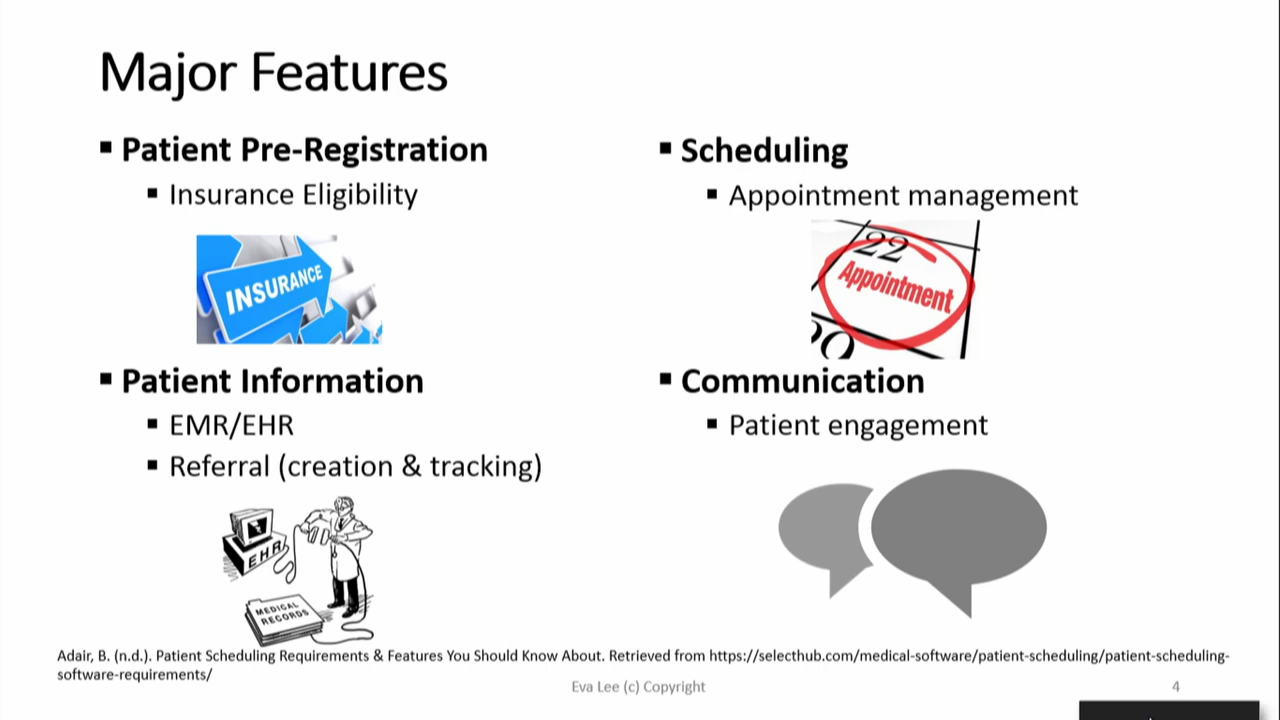 Major Features
▪ Patient Pre-Registration
▪ Insurance Eligibility
INSURANCE
▪ Patient Information
▪ EMR/EHR
▪ Referral (creation & tracking)
EHR
MEDICAL
RECORDS
▪ Scheduling
▪ Appointment management
22
Appointment
▪ Communication
▪ Patient engagement
Adair, B. (n.d.). Patient Scheduling Requirements & Features You Should Know About. Retrieved from https://selecthub.com/medical-software/patient-scheduling/patient-scheduling-
software-requirements/
Eva Lee (c) Copyright
4